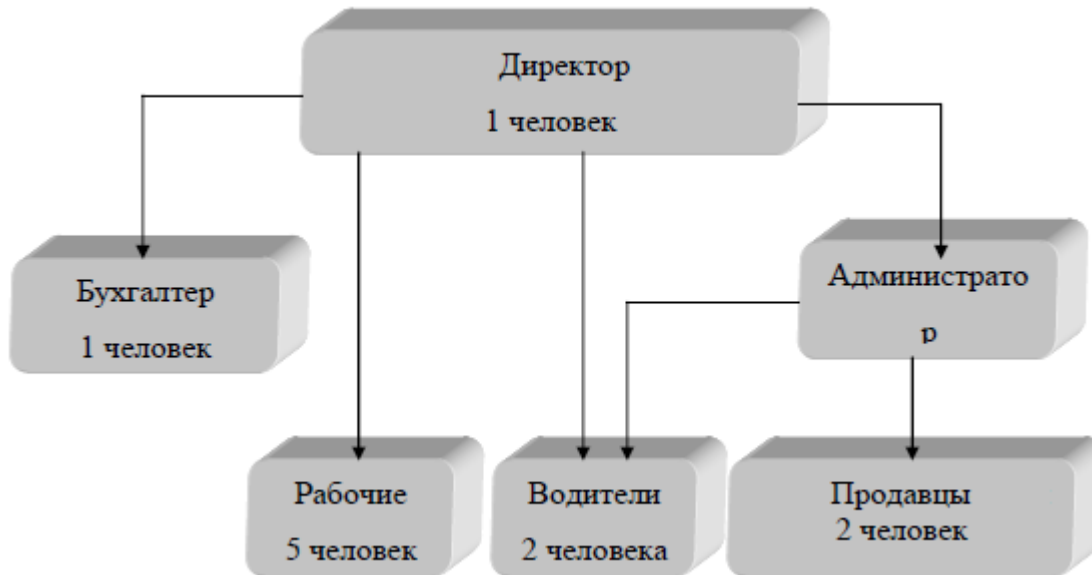 Директор
1 человек
Бухгалтер
1 человек
Администрато
р
Рабочие
5 человек
Водители
2 человека
Продавцы
2 человек